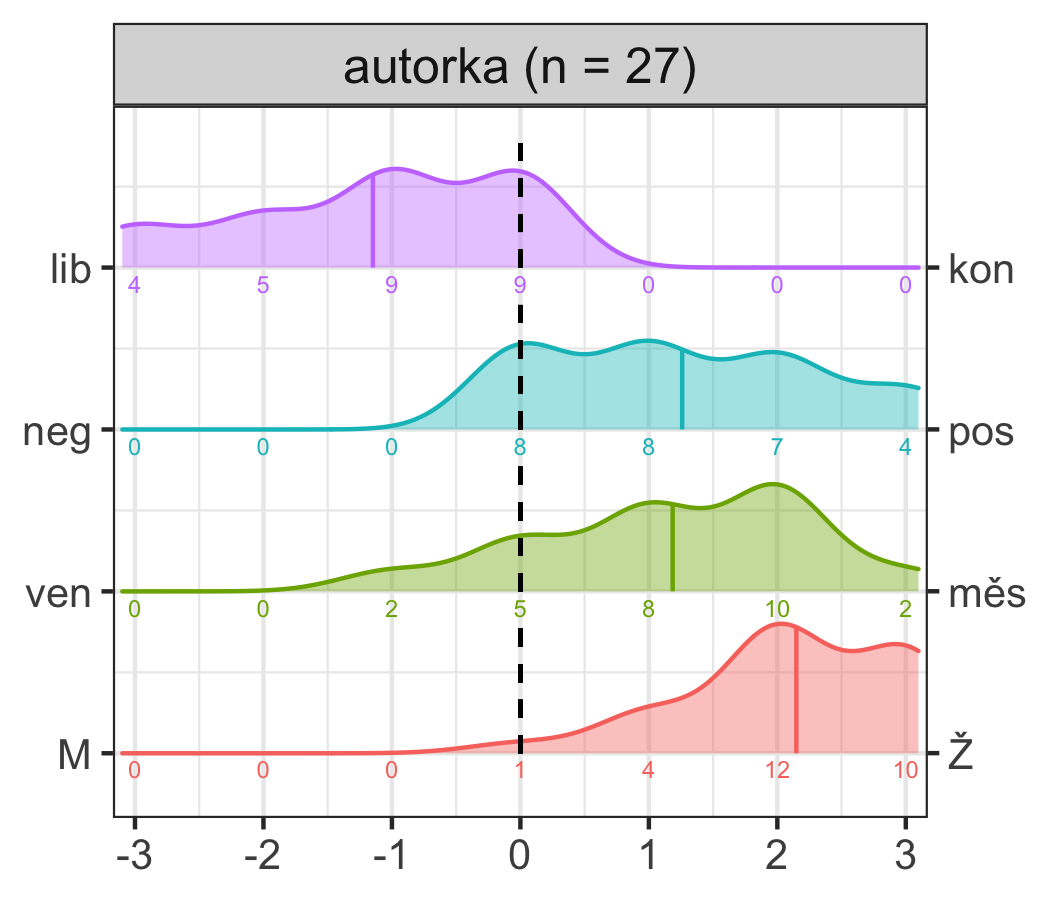 autorka (n = 27)
lib kon
4 5 9 9 0 0 0
neg pos
0 0 0 8 8 7 4
ven měs
0 0 2 5 8 10 2
M Ž
0 0 0 1 4 12 10
-3 -2 -1 0 1 2 3